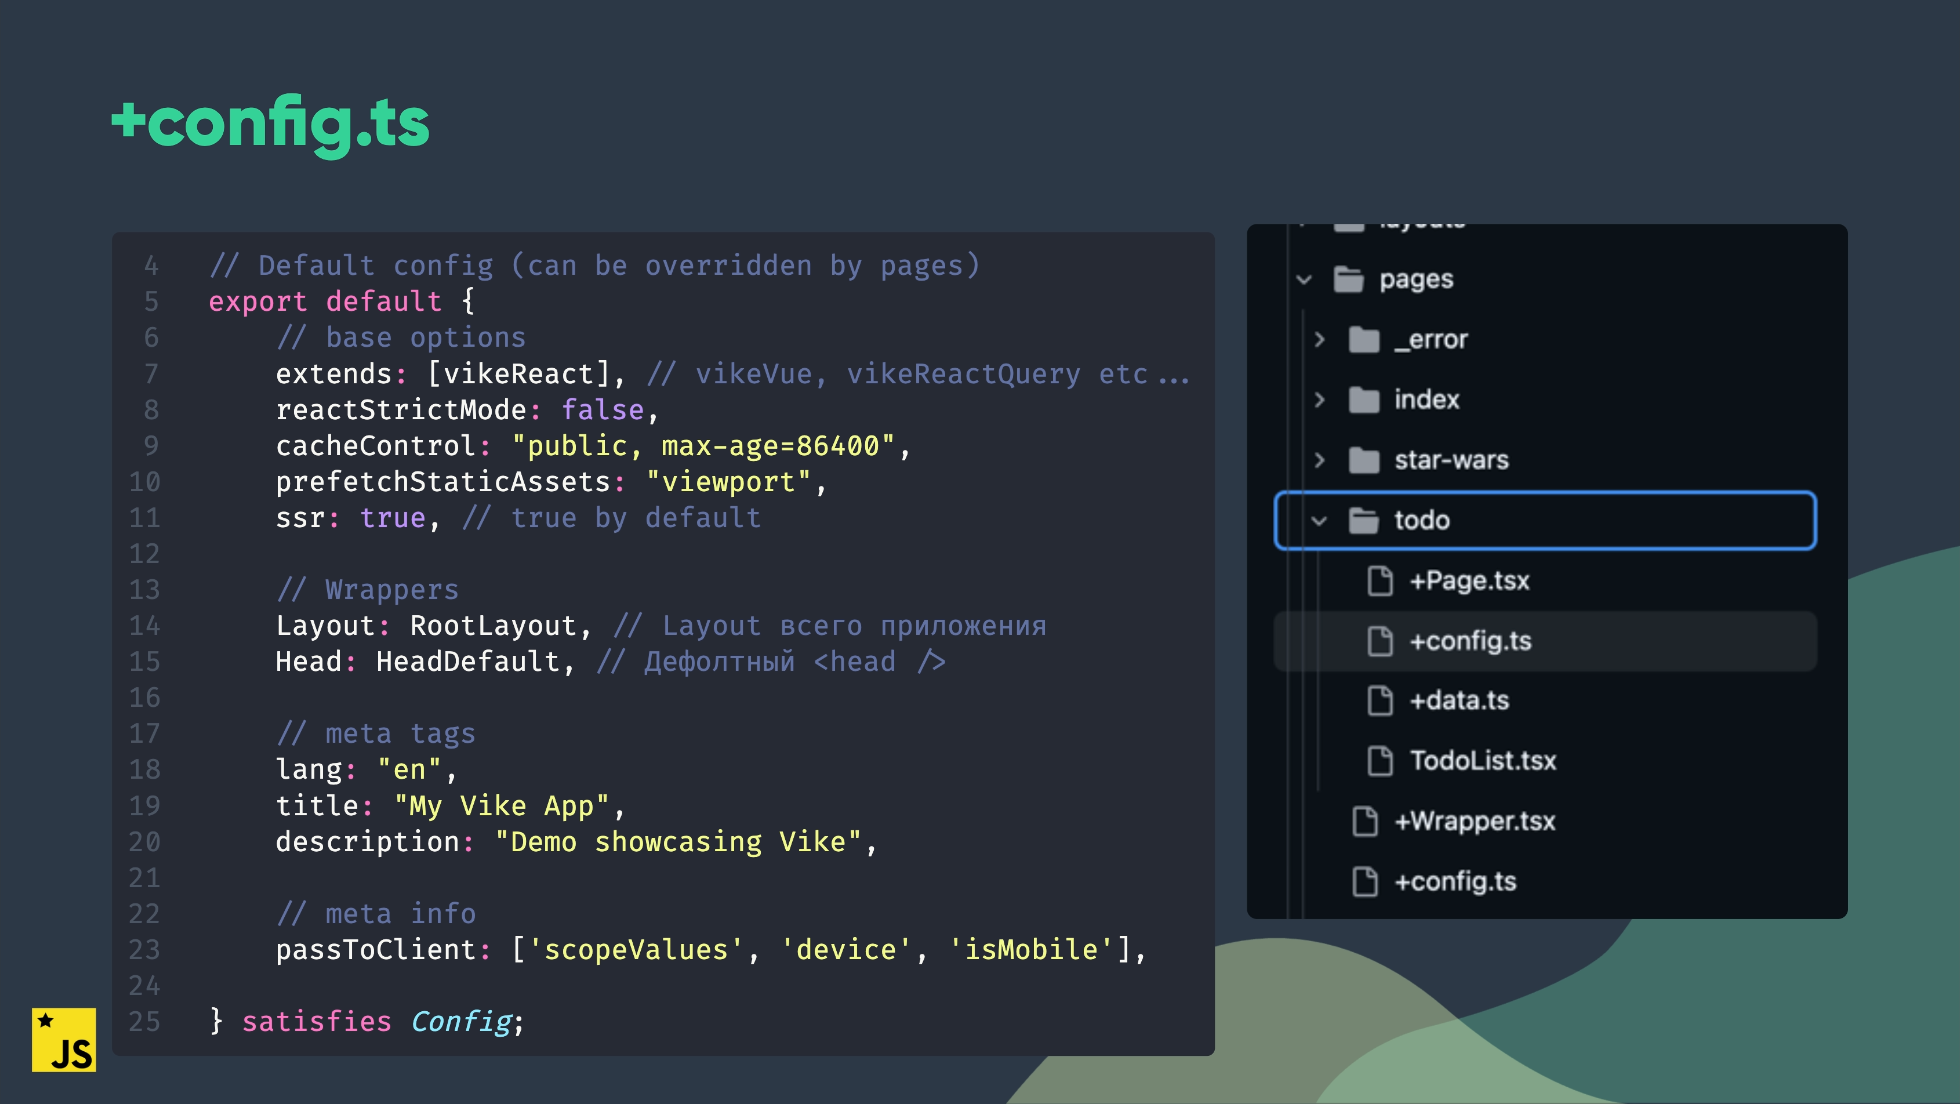 +config.ts
4 // Default config (can be overridden by pages)
5 export default {
6 // base options
7 extends: [vikeReact], // vikeVue, vikeReactQuery etc...
8 reactStrictMode: false,
9 cacheControl: "public, max-age=86400",
10 prefetchStaticAssets: "viewport",
11 ssr: true, // true by default
12
13 // Wrappers
14 Layout: RootLayout, // Layout всего приложения
15 Head: HeadDefault, // Дефолтный <head />
16
17 // meta tags
18 lang: "en",
19 title: "My Vike App",
20 description: "Demo showcasing Vike",
21
22 // meta info
23 passToClient: ['scopeValues', 'device', 'isMobile'],
24
25 } satisfies Config;
layouts
pages
_error
index
star-wars
todo
+Page.tsx
+config.ts
+data.ts
TodoList.tsx
+Wrapper.tsx
+config.ts
JS